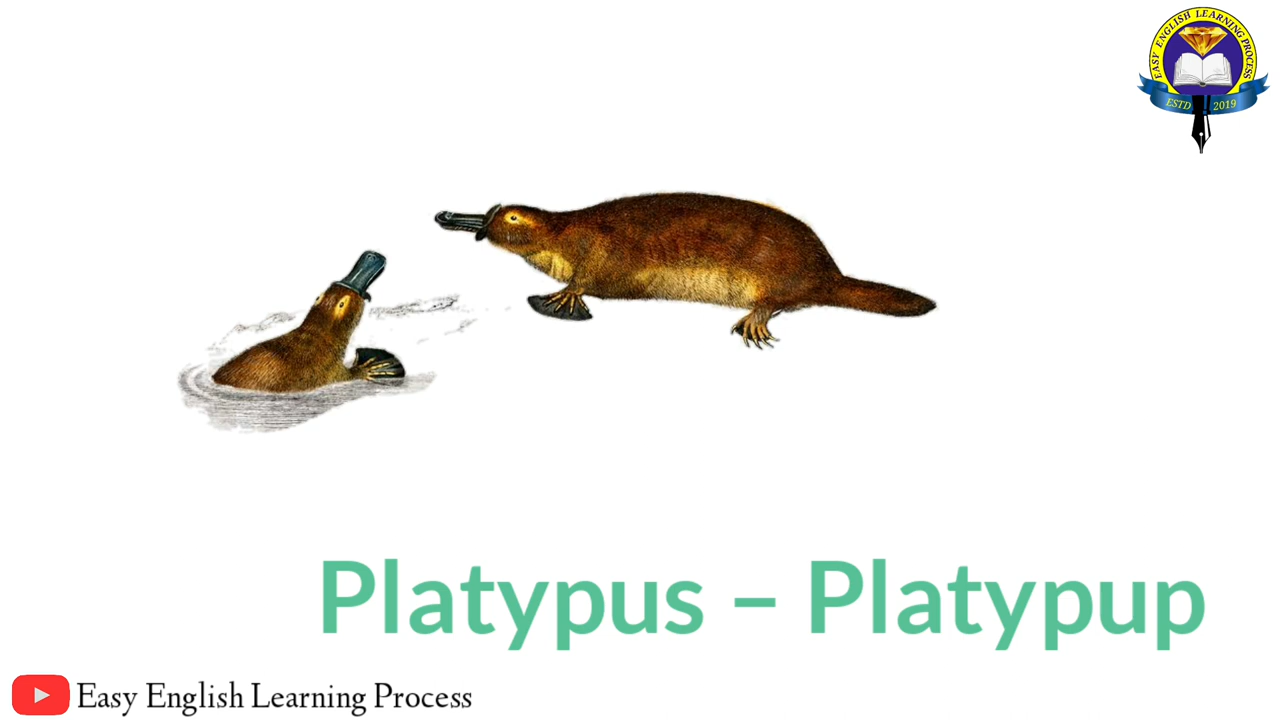 EASY ENGLISH LEARNING PROCESS
ESTD 2019
Platypus – Platypup
Easy English Learning Process